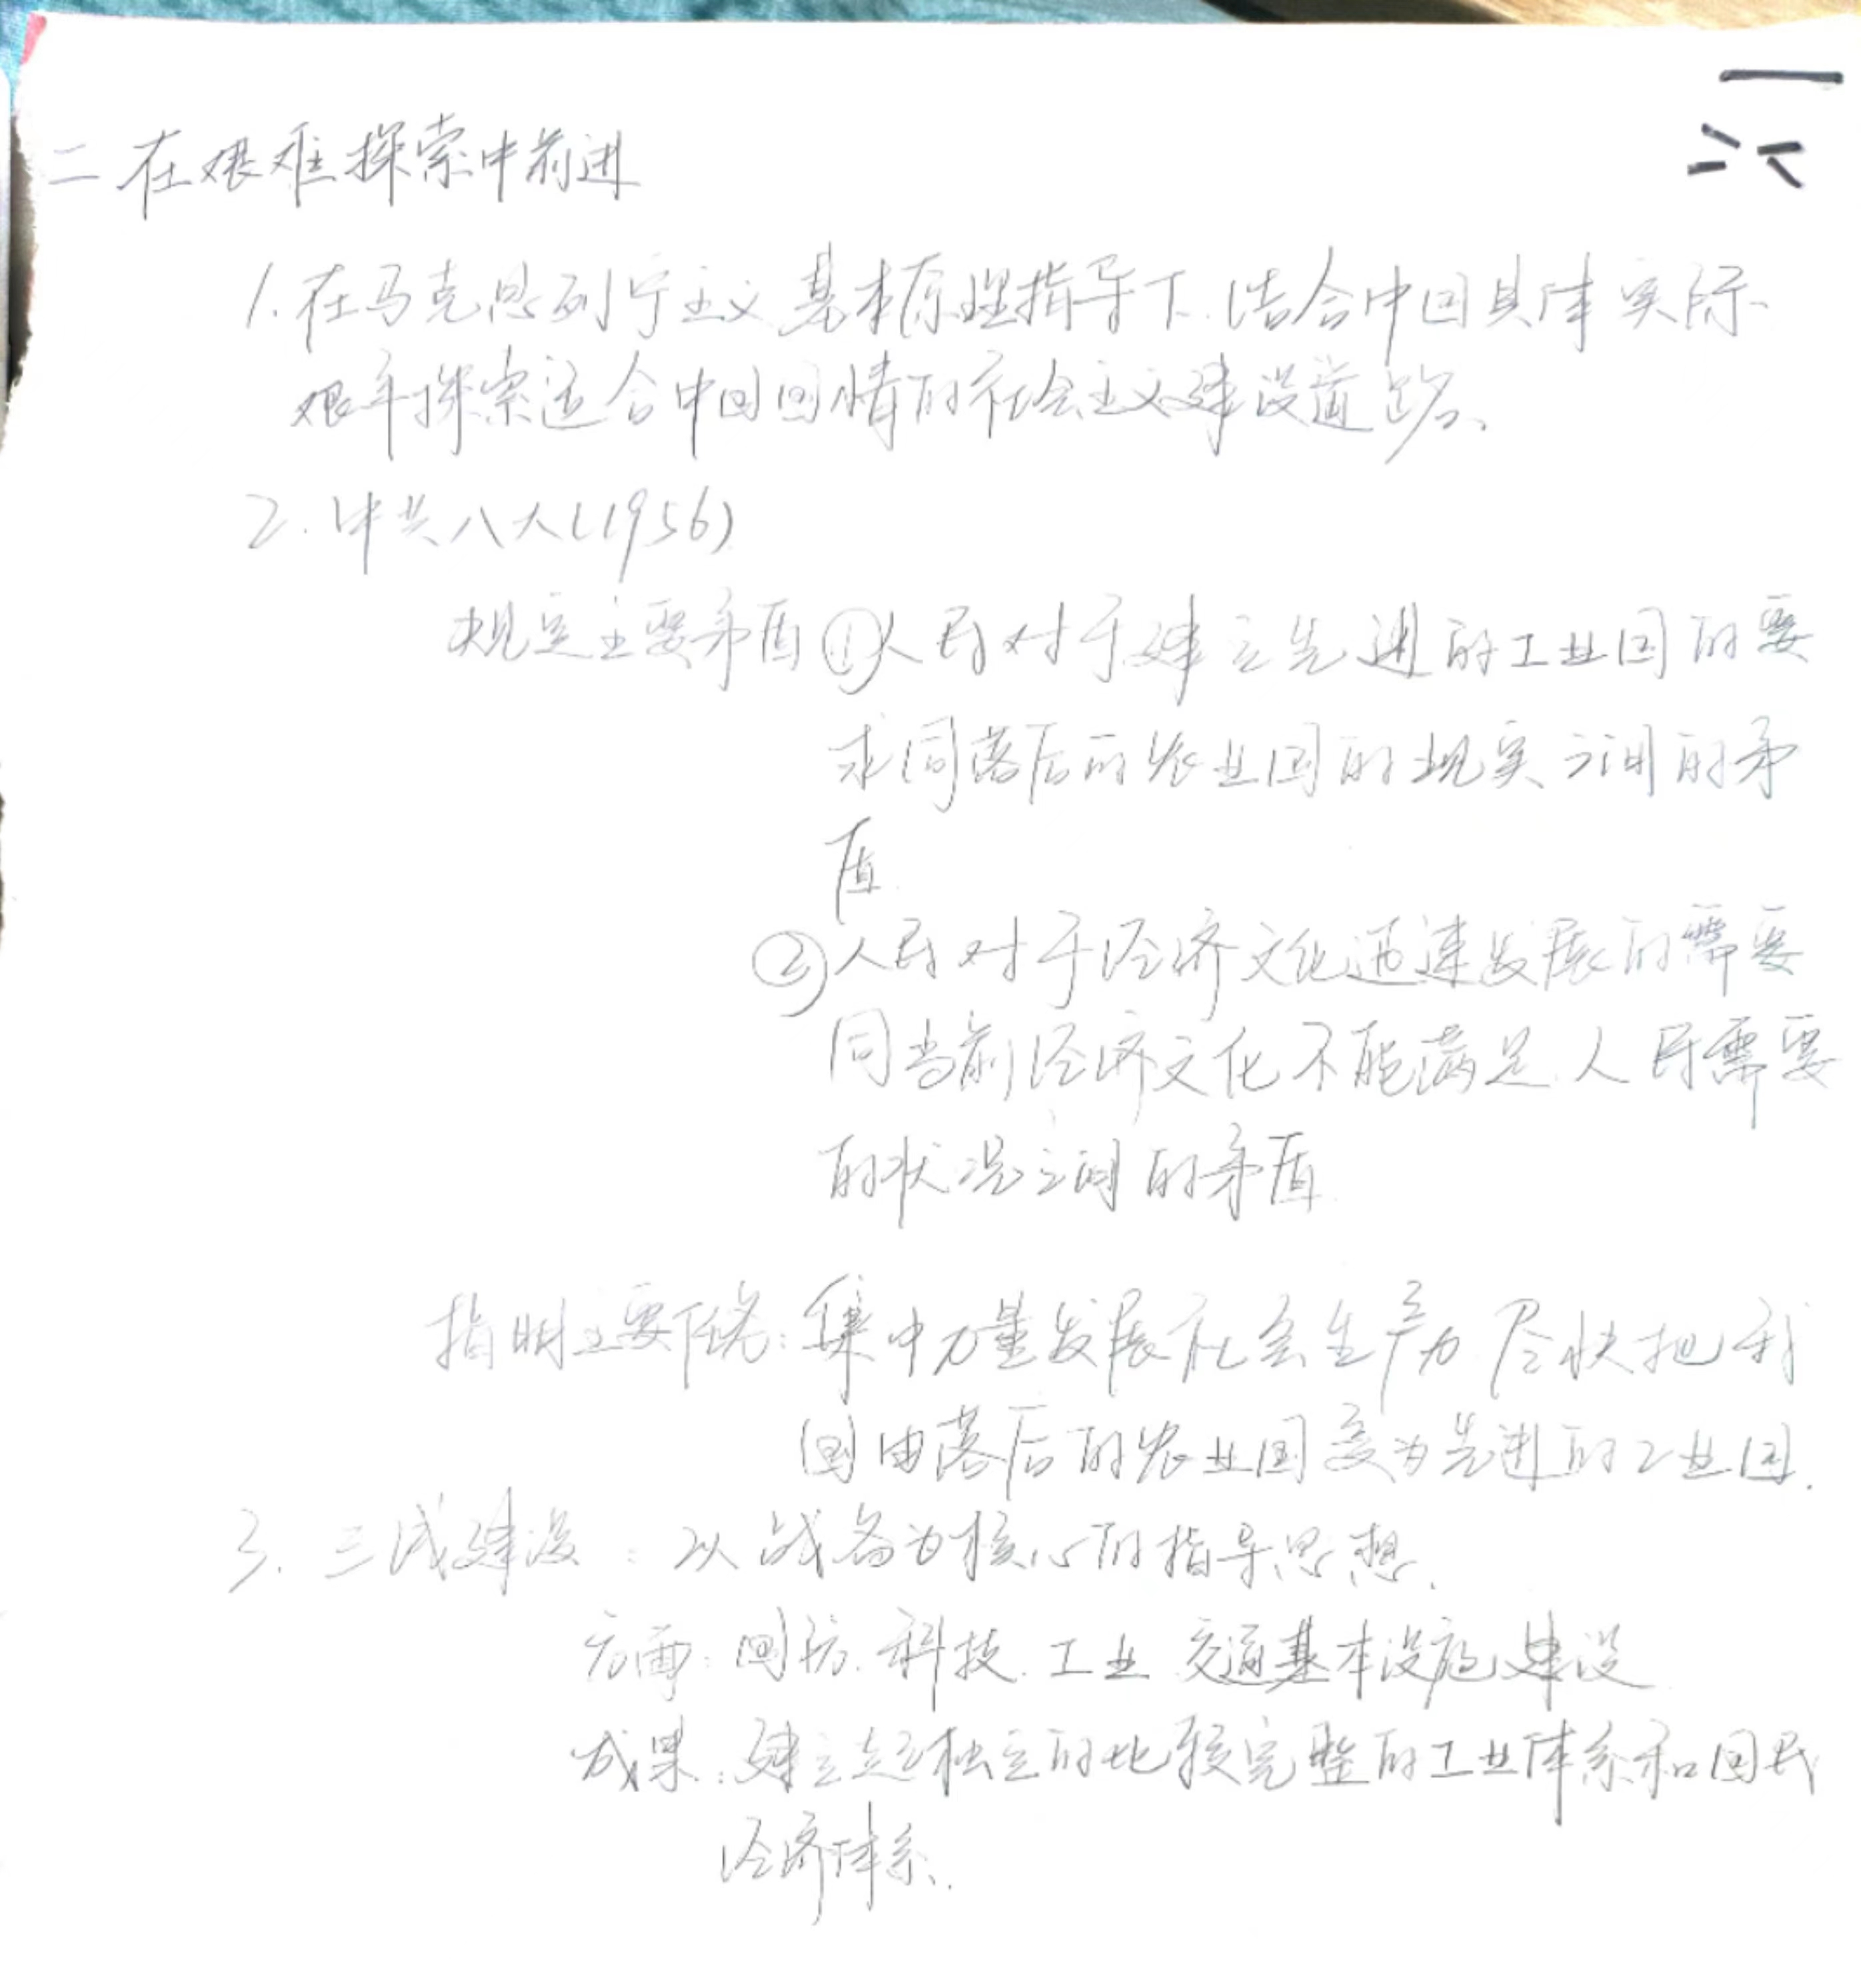 二 在艰难探索中前进
1. 在马克思列宁主义基本原理指导下、结合中国具体实际、
艰辛探索适合中国国情的社会主义建设道路。
2. 中共八大(1956)
规定主要矛盾①人民对于建立先进的工业国的要
求同落后的农业国的现实之间的矛
盾
②人民对于经济文化迅速发展的需要
同当前经济文化不能满足人民需要
的状况之间的矛盾
指明主要任务：集中力量发展社会生产力 尽快把我
国由落后的农业国变为先进的工业国.
3. 三线建设：以战备为核心的指导思想.
方面：国防. 科技. 工业. 交通基本设施建设
成果：建立起独立的比较完整的工业体系和国民
经济体系.